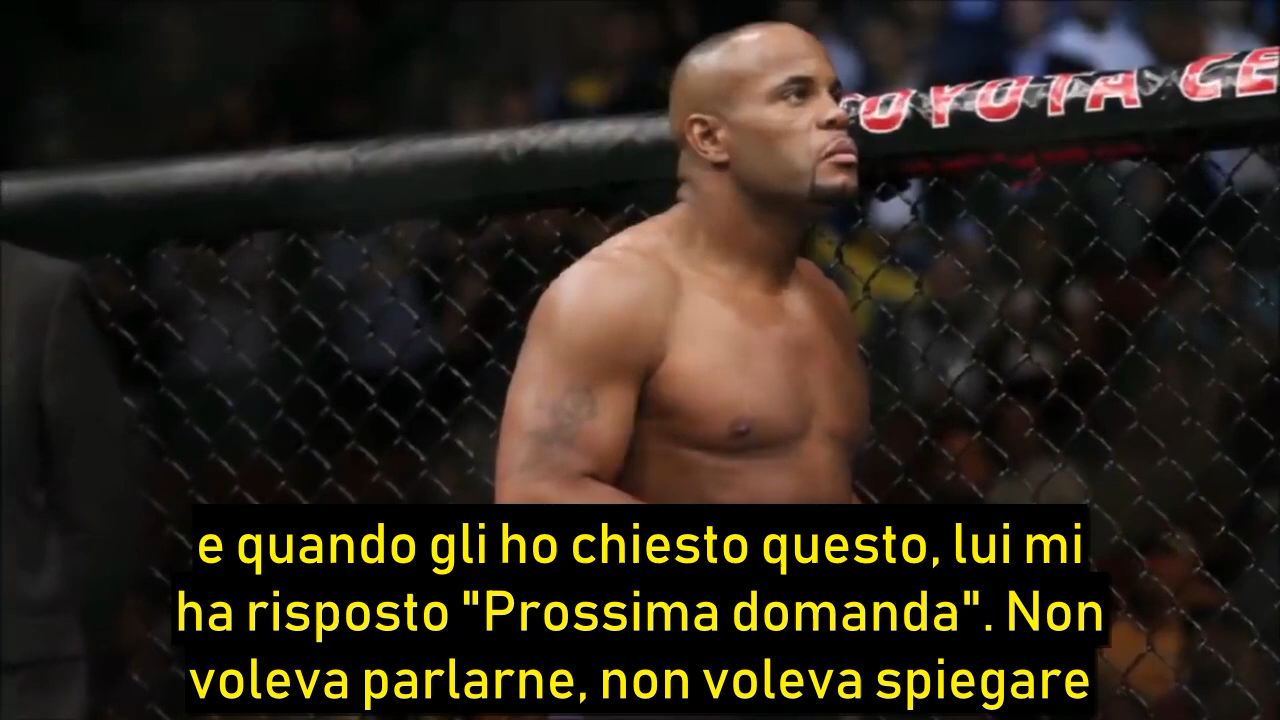 TOYOTA CE
e quando gli ho chiesto questo, lui mi
ha risposto "Prossima domanda". Non
voleva parlarne, non voleva spiegare